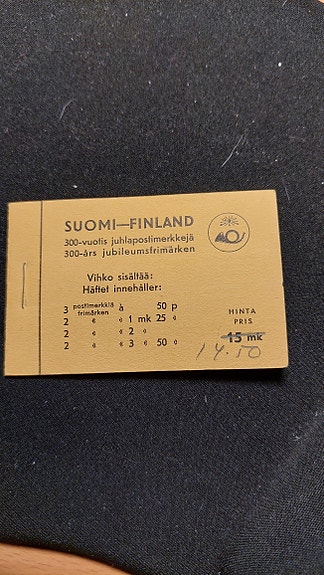 SUOMI—FINLAND
300-vuotis juhlapostimerkkejä
300-års jubileumsfrimärken
Vihko sisältää:
Häftet innehåller:
3 postimerkkiä à 50 p
frimärken
2 « « 1 mk 25 «
2 « « 2 «
2 « « 3 « 50 «
HINTA
PRIS
15 mk
14.50